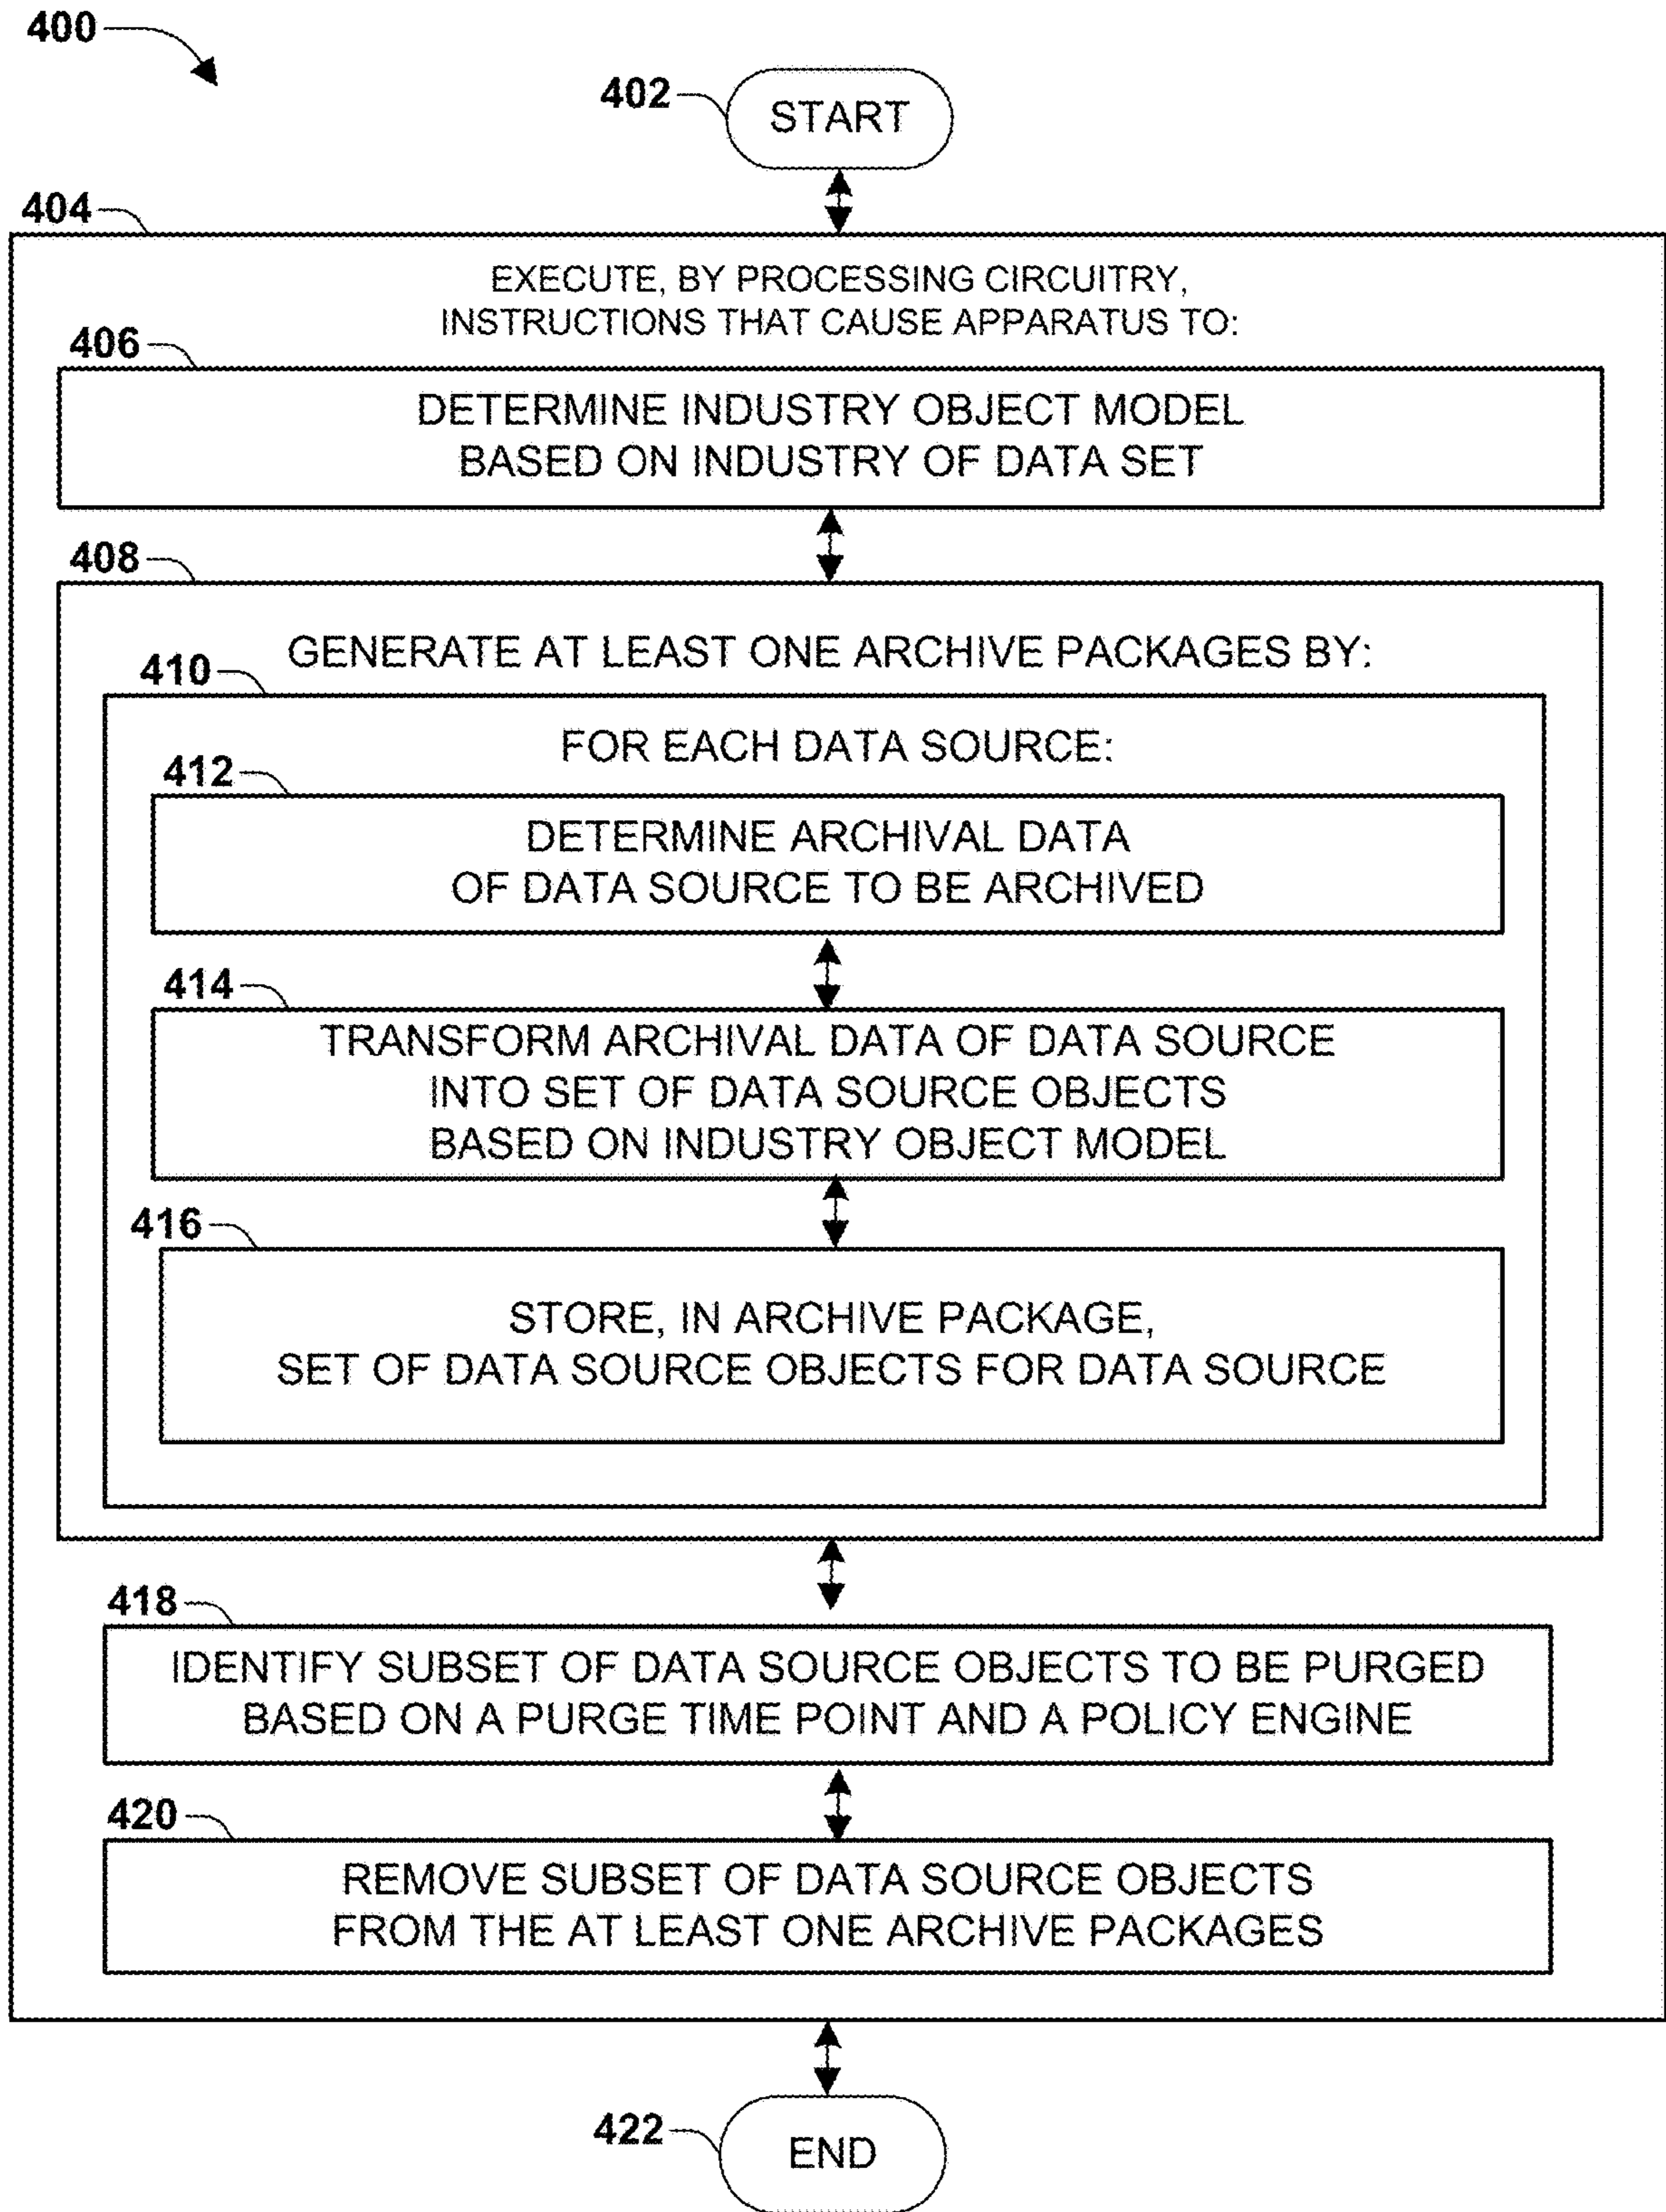 400
402
START
404
EXECUTE, BY PROCESSING CIRCUITRY,
INSTRUCTIONS THAT CAUSE APPARATUS TO:
406
DETERMINE INDUSTRY OBJECT MODEL
BASED ON INDUSTRY OF DATA SET
408
GENERATE AT LEAST ONE ARCHIVE PACKAGES BY:
410
FOR EACH DATA SOURCE:
412
DETERMINE ARCHIVAL DATA
OF DATA SOURCE TO BE ARCHIVED
414
TRANSFORM ARCHIVAL DATA OF DATA SOURCE
INTO SET OF DATA SOURCE OBJECTS
BASED ON INDUSTRY OBJECT MODEL
416
STORE, IN ARCHIVE PACKAGE,
SET OF DATA SOURCE OBJECTS FOR DATA SOURCE
418
IDENTIFY SUBSET OF DATA SOURCE OBJECTS TO BE PURGED
BASED ON A PURGE TIME POINT AND A POLICY ENGINE
420
REMOVE SUBSET OF DATA SOURCE OBJECTS
FROM THE AT LEAST ONE ARCHIVE PACKAGES
422
END